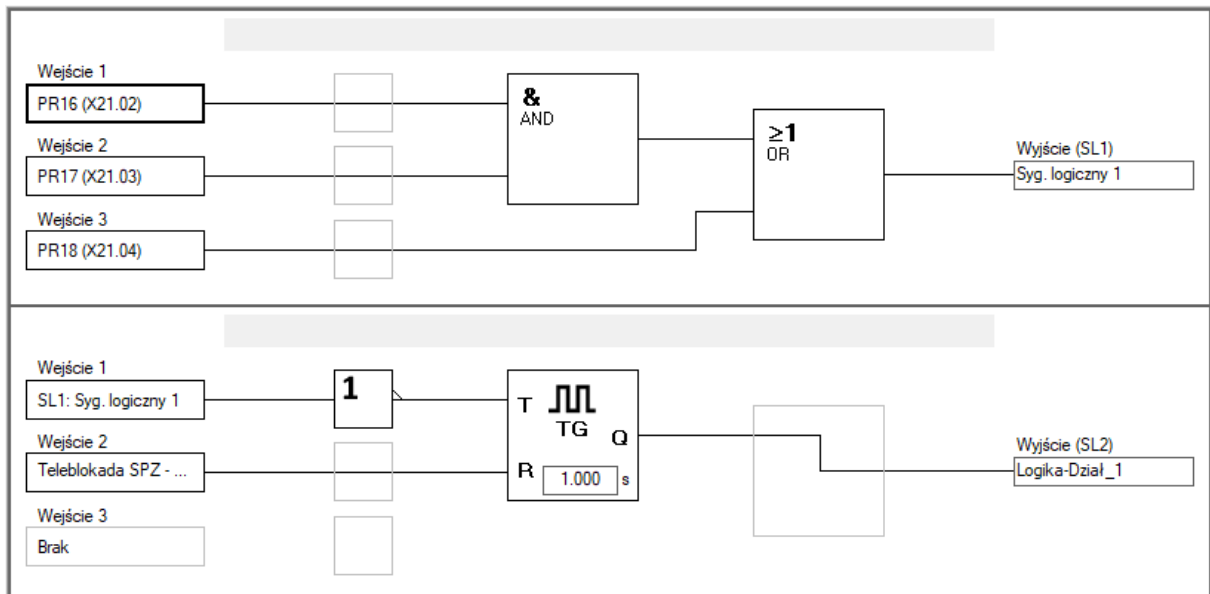 Wejście 1
PR16 (X21.02)
Wejście 2
PR17 (X21.03)
Wejście 3
PR18 (X21.04)
&
AND
≥1
OR
Wyjście (SL1)
Syg. logiczny 1
Wejście 1
SL1: Syg. logiczny 1
Wejście 2
Teleblokada SPZ - ...
Wejście 3
Brak
1
T
TG
Q
R
1.000 s
Wyjście (SL2)
Logika-Dział_1